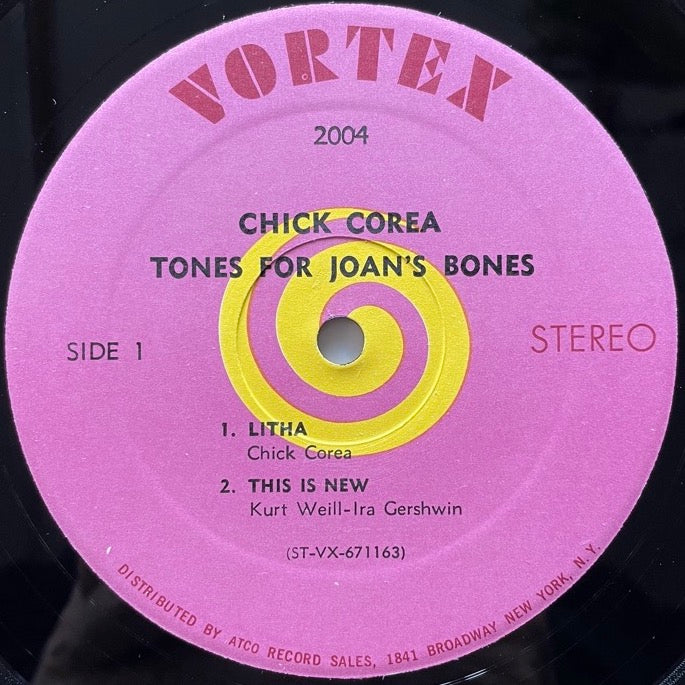 VORTEX
2004
CHICK COREA
TONES FOR JOAN'S BONES
SIDE 1
STEREO
1. LITHA
Chick Corea
2. THIS IS NEW
Kurt Weill-Ira Gershwin
(ST-VX-671163)
DISTRIBUTED BY ATCO RECORD SALES, 1841 BROADWAY NEW YORK, N.Y.